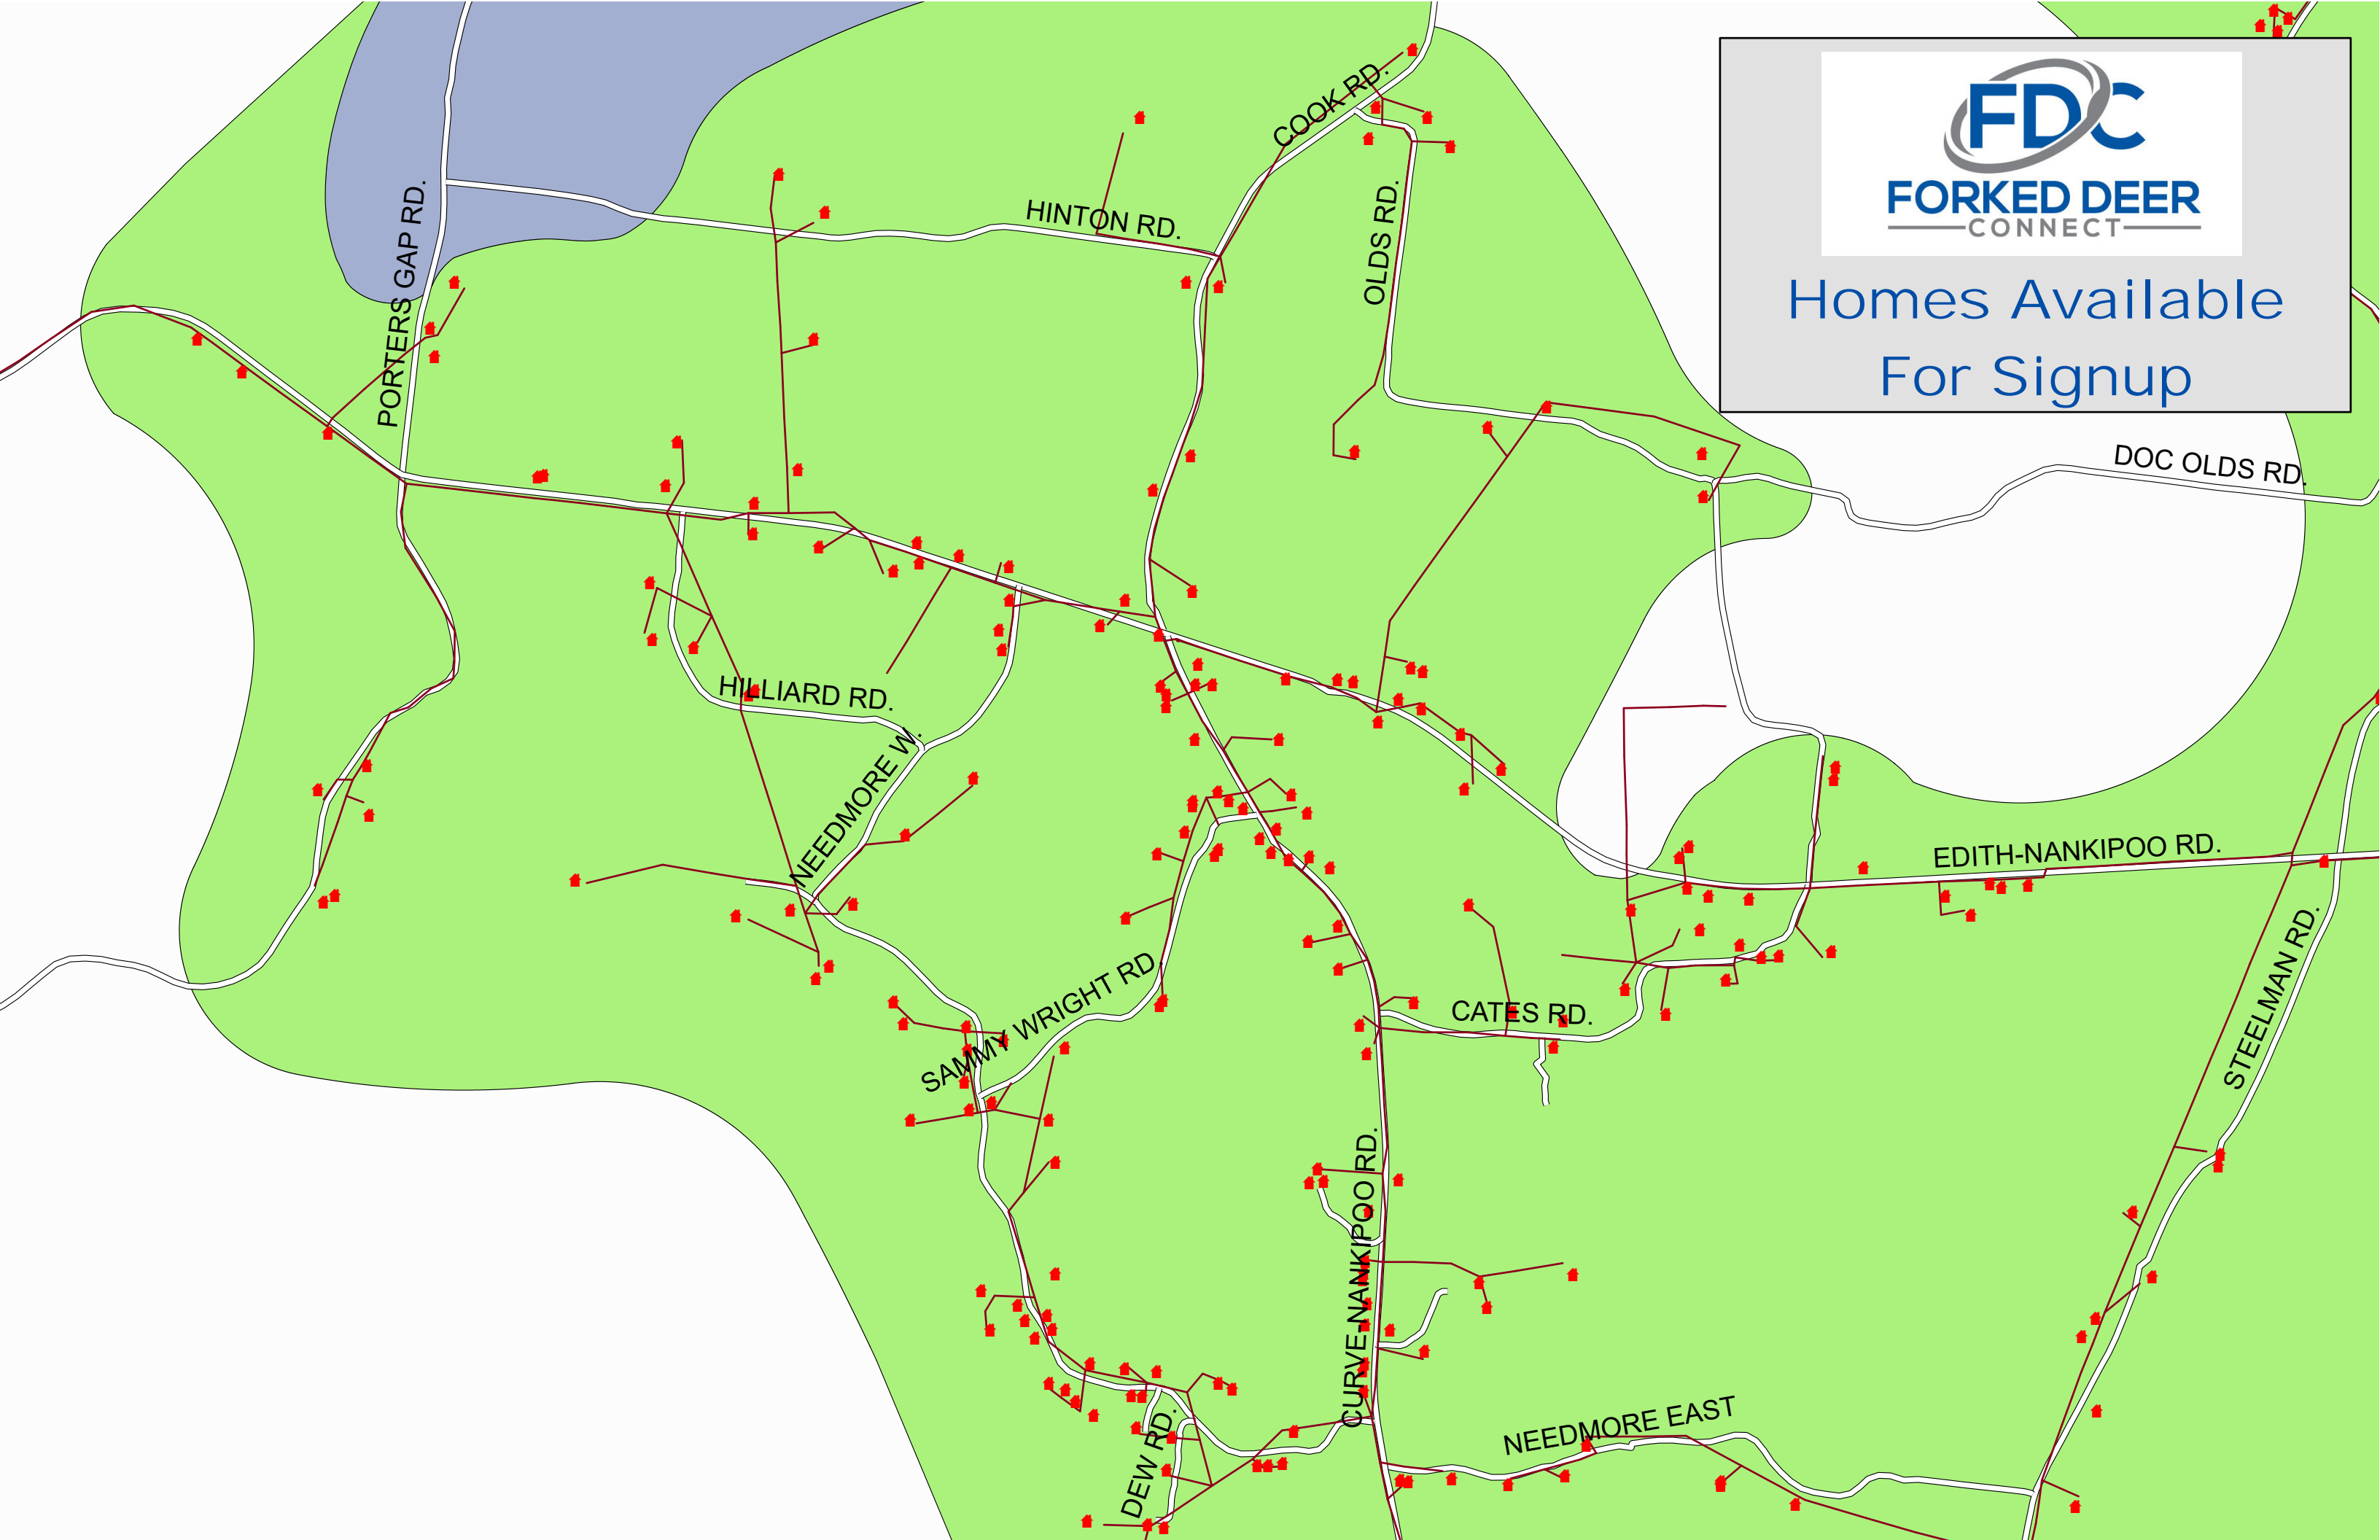 COOK RD.
FDC
FORKED DEER
CONNECT
Homes Available
For Signup
PORTERS GAP RD.
HINTON RD.
OLDS RD.
DOC OLDS RD.
HILLIARD RD.
NEEDMORE W.
EDITH-NANKIPOO RD.
SAMMY WRIGHT RD
CATES RD.
STEELMAN RD.
CURVE-NANKIPOO RD.
NEEDMORE EAST
DEW RD.